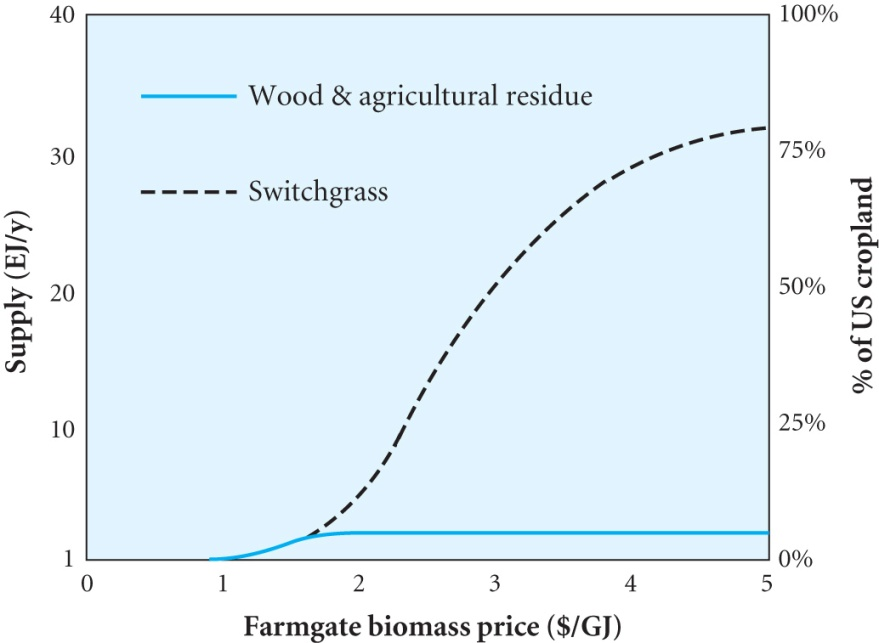 40
30
20
10
1
Supply (EJ/y)
Wood & agricultural residue
Switchgrass
100%
75%
50%
25%
0%
% of US cropland
0 1 2 3 4 5
Farmgate biomass price ($/GJ)